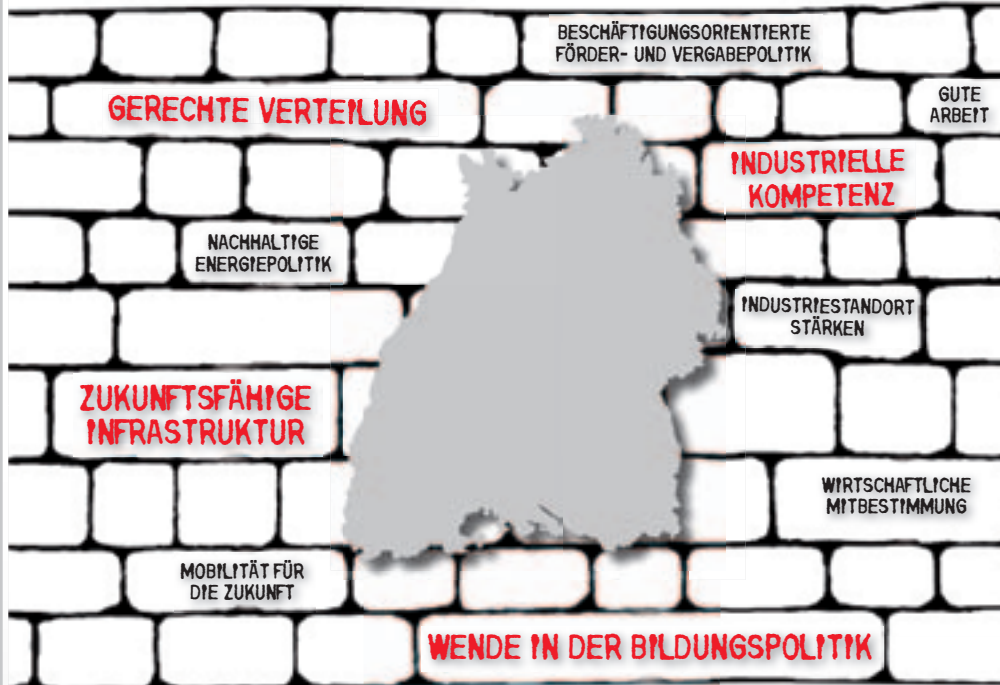 BESCHÄFTIGUNGSORIENTIERTE
FÖRDER- UND VERGABEPOLITIK
GERECHTE VERTEILUNG
GUTE
ARBEIT
INDUSTRIELLE
KOMPETENZ
NACHHALTIGE
ENERGIEPOLITIK
INDUSTRIESTANDORT
STÄRKEN
ZUKUNFTSFÄHIGE
INFRASTRUKTUR
WIRTSCHAFTLICHE
MITBESTIMMUNG
MOBILITÄT FÜR
DIE ZUKUNFT
WENDE IN DER BILDUNGSPOLITIK